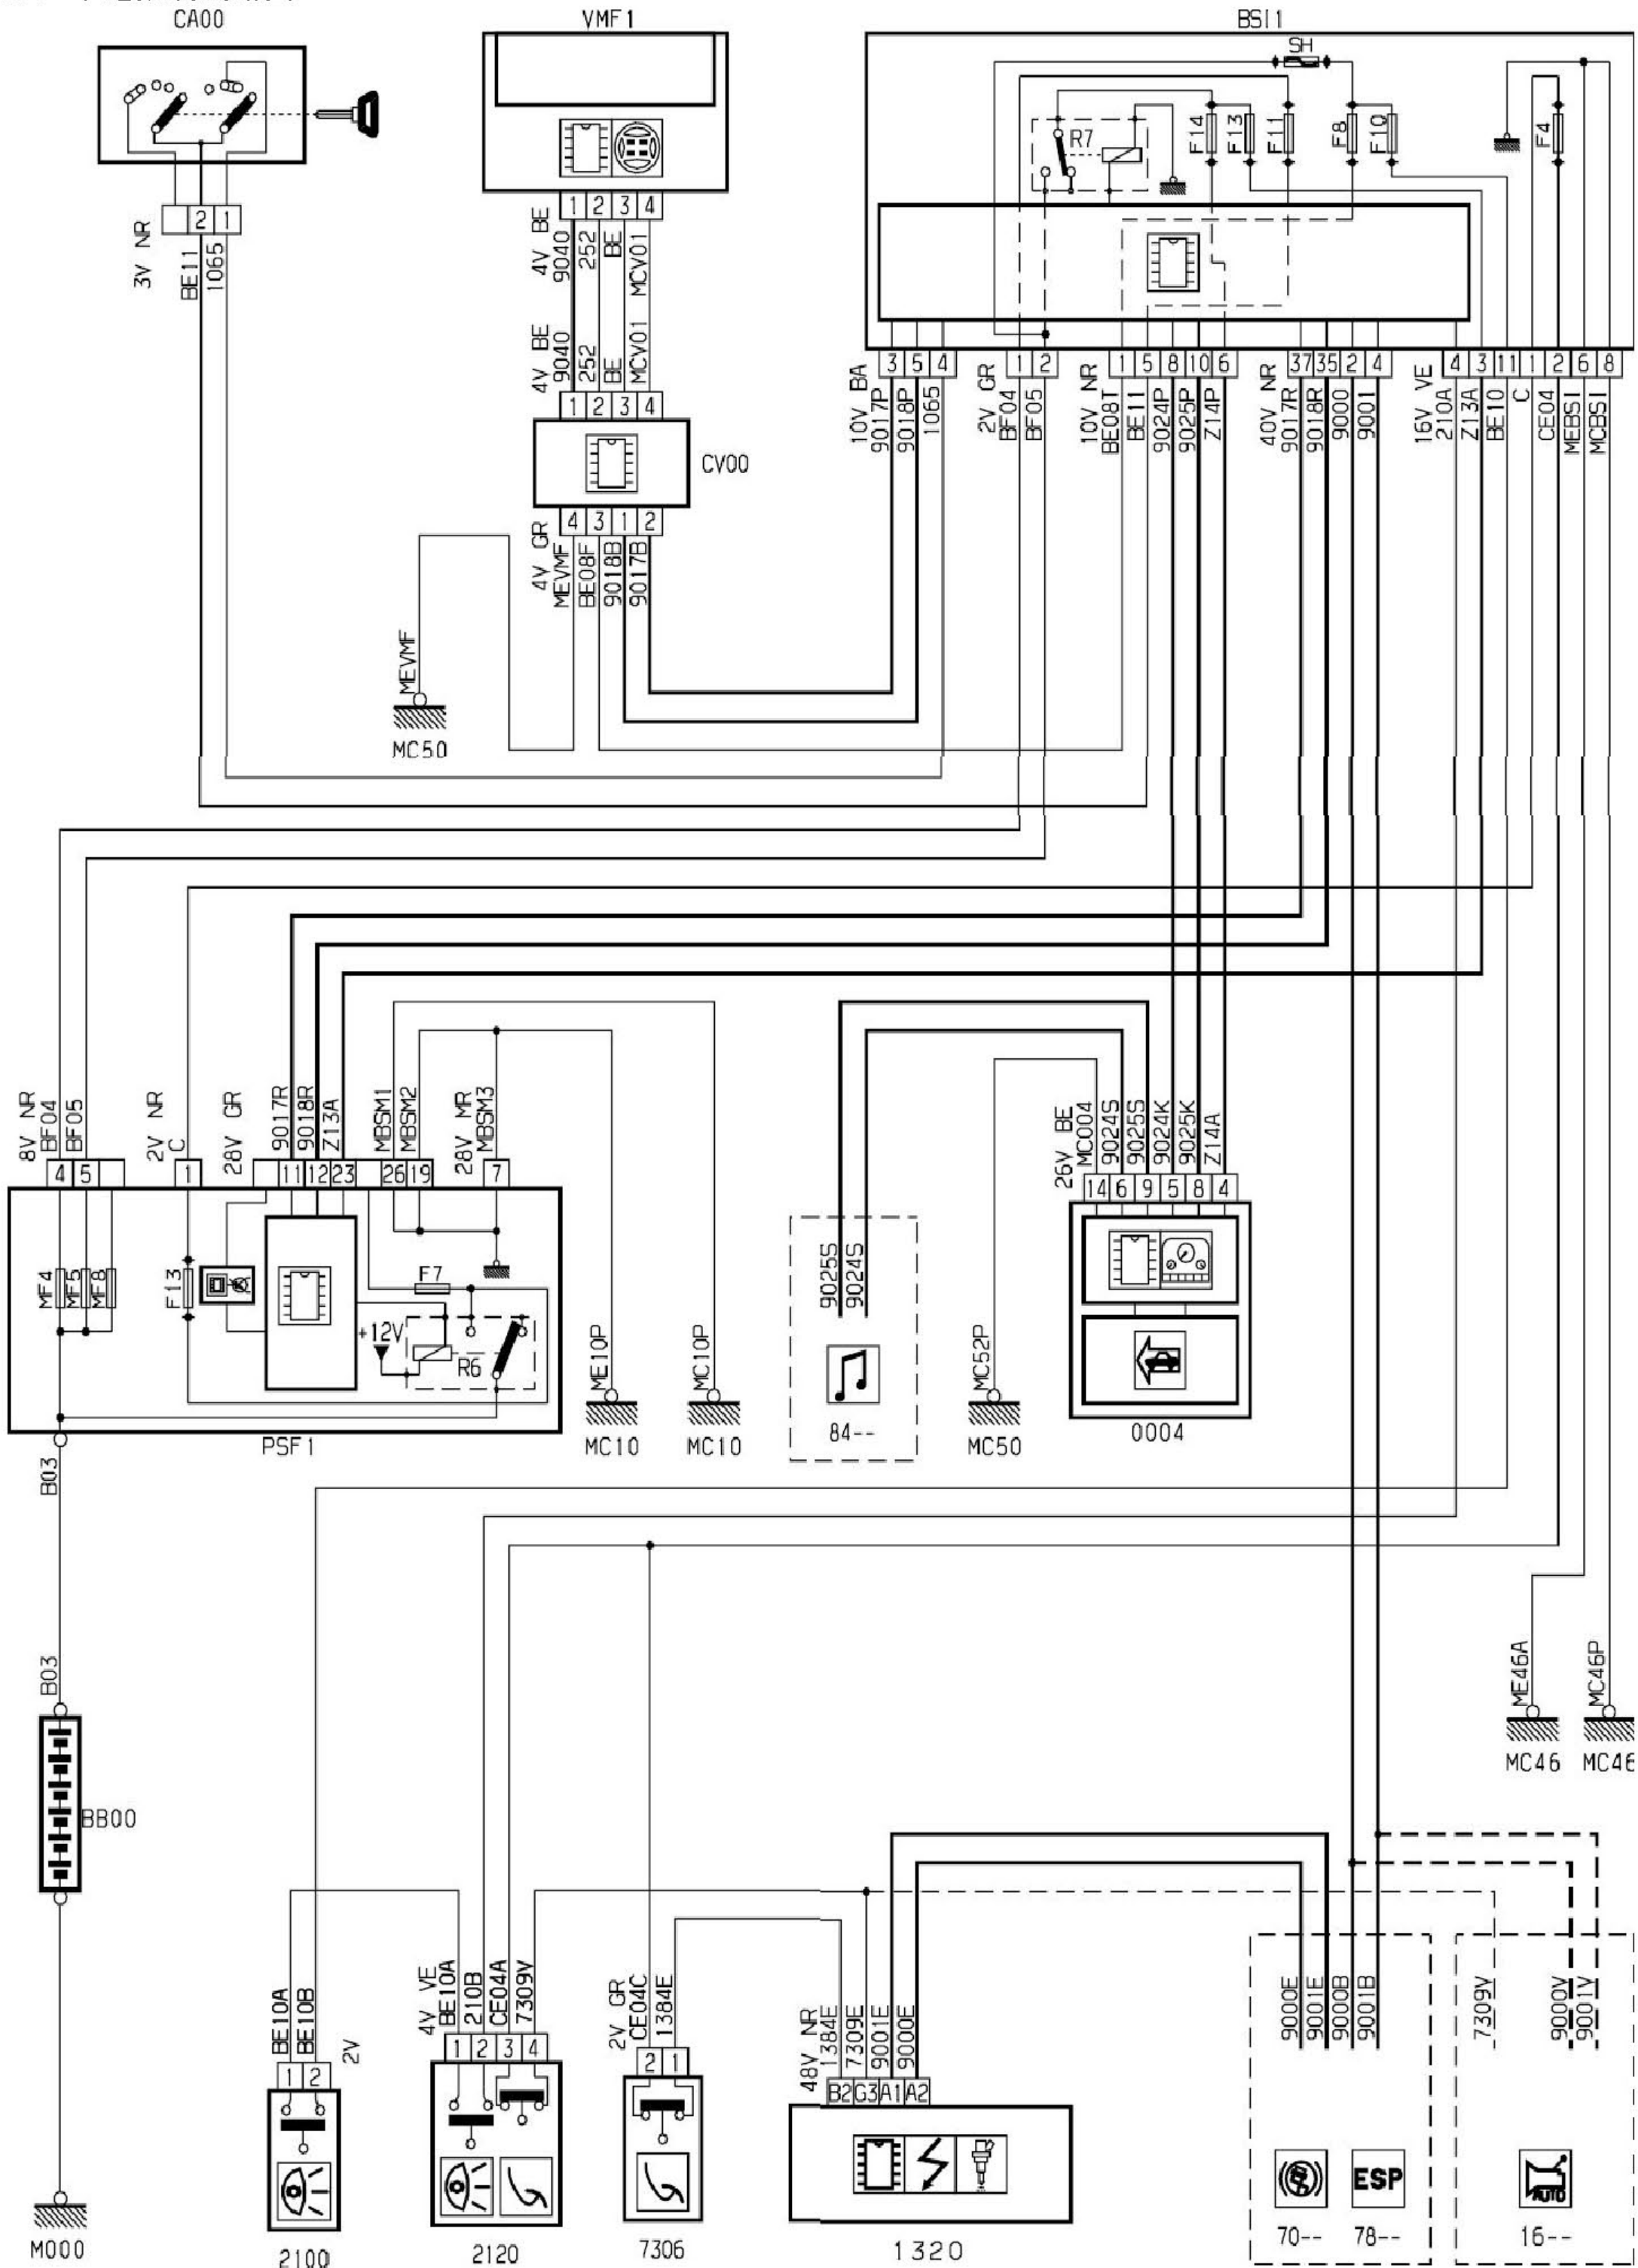 CA00
VMF1
BSI1
SH
R7
F14
F13
F11
F8
F10
F4
2 1
3V NR
BE11
1065
1 2 3 4
4V BE
9040
252
BE
MCV01
4V BE
9040
252
BE
MCV01
1 2 3 4
CV00
4 3 1 2
4V GR
MEVMF
BE08F
9018B
9017B
MEVMF
MC50
3 5 4
10V BA
9017P
9018P
1065
1 2
2V GR
BF04
BF05
1 5 8 10 6
10V NR
BE08T
BE11
9024P
9025P
Z14P
37 35 2 4
40V NR
9017R
9018R
9000
9001
4 3 11 1 2 6 8
16V VE
210A
Z13A
BE10
C
CE04
MEBSI
MCBSI
8V NR
BF04
BF05
2V NR
C
28V GR
9017R
9018R
Z13A
MBSM1
MBSM2
28V MR
MBSM3
4 5
1
11 12 23
26 19
7
MF4
MF5
MF8
F13
F7
+12V
R6
PSF1
ME10P
MC10
MC10P
MC10
9025S
9024S
84--
MC52P
MC50
26V BE
MC004
9024S
9025S
9024K
9025K
Z14A
14 6 9 5 8 4
0004
B03
B03
BB00
M000
ME46A
MC46
MC46P
MC46
BE10A
BE10B
2V
1 2
2100
4V VE
BE10A
210B
CE04A
7309V
1 2 3 4
2120
2V GR
CE04C
1384E
2 1
7306
48V NR
1384E
7309E
9001E
9000E
B2 G3 A1 A2
1320
9000E
9001E
9000B
9001B
ESP
70--
78--
7309V
9000V
9001V
AUTO
16--